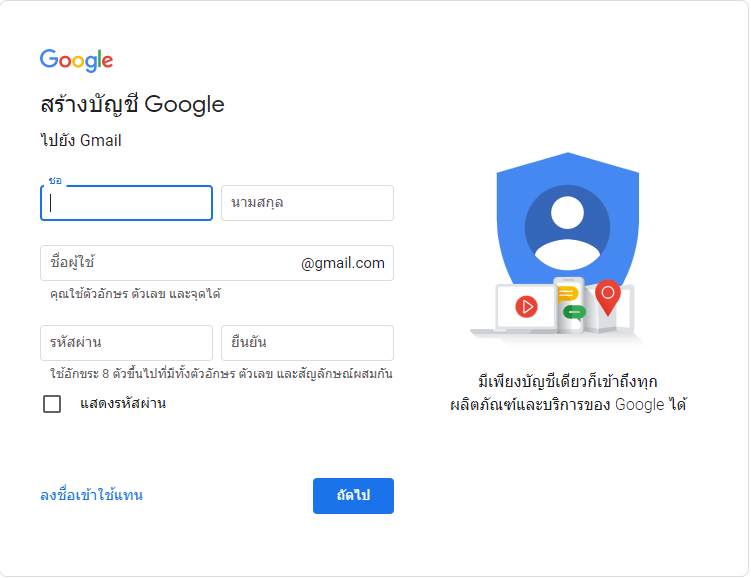 Google
สร้างบัญชี Google
ไปยัง Gmail
ชื่อ
นามสกุล
ชื่อผู้ใช้ @gmail.com
คุณใช้ตัวอักษร ตัวเลข และจุดได้
รหัสผ่าน ยืนยัน
ใช้อักขระ 8 ตัวขึ้นไปที่มีทั้งตัวอักษร ตัวเลข และสัญลักษณ์ผสมกัน
แสดงรหัสผ่าน
ลงชื่อเข้าใช้แทน ถัดไป
มีเพียงบัญชีเดียวก็เข้าถึงทุก
ผลิตภัณฑ์และบริการของ Google ได้